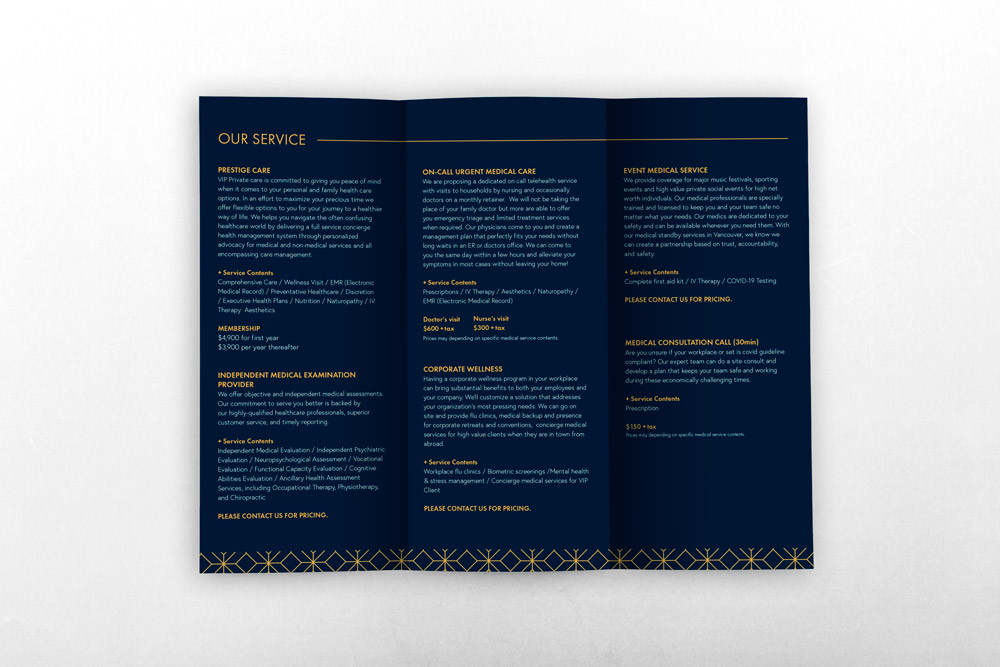 OUR SERVICE
PRESTIGE CARE
VIP Private care is committed to giving you peace of mind
when it comes to your personal and family health care
options. In an effort to maximize your precious time we
offer flexible options to you for your journey to a healthier
way of life. We helps you navigate the often confusing
healthcare world by delivering a full service concierge
health management system through personalized
advocacy for medical and non-medical services and all
encompassing care management.
+ Service Contents
Comprehensive Care / Wellness Visit / EMR (Electronic
Medical Record) / Preventative Healthcare / Discretion
/ Executive Health Plans / Nutrition / Naturopathy / IV
Therapy Aesthetics
MEMBERSHIP
$4,900 for first year
$3,900 per year thereafter
INDEPENDENT MEDICAL EXAMINATION
PROVIDER
We offer objective and independent medical assessments.
Our commitment to serve you better is backed by
our highly-qualified healthcare professionals, superior
customer service, and timely reporting.
+ Service Contents
Independent Medical Evaluation / Independent Psychiatric
Evaluation / Neuropsychological Assessment / Vocational
Evaluation / Functional Capacity Evaluation / Cognitive
Abilities Evaluation / Ancillary Health Assessment
Services, including Occupational Therapy, Physiotherapy,
and Chiropractic
PLEASE CONTACT US FOR PRICING.
ON-CALL URGENT MEDICAL CARE
We are proposing a dedicated on call telehealth service
with visits to households by nursing and occasionally
doctors on a monthly retainer. We will not be taking the
place of your family doctor but more are able to offer
you emergency triage and limited treatment services
when required. Our physicians come to you and create a
management plan that perfectly fits your needs without
long waits in an ER or doctors office. We can come to
you the same day within a few hours and alleviate your
symptoms in most cases without leaving your home!
+ Service Contents
Prescriptions / IV Therapy / Aesthetics / Naturopathy /
EMR (Electronic Medical Record)
Doctor's visit Nurse's visit
$600 +tax $300 +tax
Prices may depending on specific medical service contents.
CORPORATE WELLNESS
Having a corporate wellness program in your workplace
can bring substantial benefits to both your employees and
your company. We'll customize a solution that addresses
your organization's most pressing needs. We can go on
site and provide flu clinics, medical backup and presence
for corporate retreats and conventions, concierge medical
services for high value clients when they are in town from
abroad.
+ Service Contents
Workplace flu clinics / Biometric screenings /Mental health
& stress management / Concierge medical services for VIP
Client
PLEASE CONTACT US FOR PRICING.
EVENT MEDICAL SERVICE
We provide coverage for major music festivals, sporting
events and high value private social events for high net
worth individuals. Our medical professionals are specially
trained and licensed to keep you and your team safe no
matter what your needs. Our medics are dedicated to your
safety and can be available whenever you need them. With
our medical standby services in Vancouver, we know we
can create a partnership based on trust, accountability,
and safety.
+ Service Contents
Complete first aid kit / IV Therapy / COVID-19 Testing
PLEASE CONTACT US FOR PRICING.
MEDICAL CONSULTATION CALL (30min)
Are you unsure if your workplace or set is covid guideline
compliant? Our expert team can do a site consult and
develop a plan that keeps your team safe and working
during these economically challenging times.
+ Service Contents
Prescription
$150 +tax
Prices may depending on specific medical service contents.